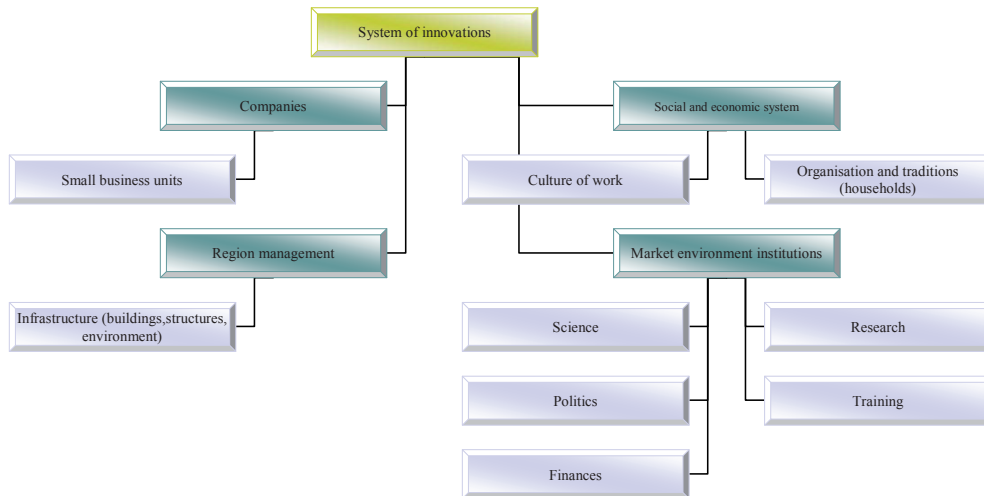 System of innovations
Companies
Social and economic system
Small business units
Culture of work
Organisation and traditions
(households)
Region management
Market environment institutions
Infrastructure (buildings,structures,
environment)
Science
Research
Politics
Training
Finances